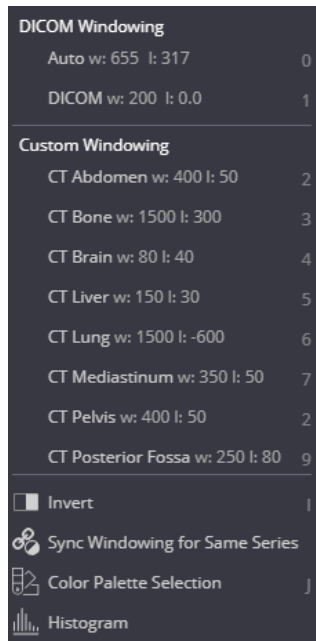 DICOM Windowing
Auto w: 655 l: 317 0
DICOM w: 200 l: 0.0 1
Custom Windowing
CT Abdomen w: 400 l: 50 2
CT Bone w: 1500 l: 300 3
CT Brain w: 80 l: 40 4
CT Liver w: 150 l: 30 5
CT Lung w: 1500 l: -600 6
CT Mediastinum w: 350 l: 50 7
CT Pelvis w: 400 l: 50 2
CT Posterior Fossa w: 250 l: 80 9
Invert I
Sync Windowing for Same Series
Color Palette Selection J
Histogram